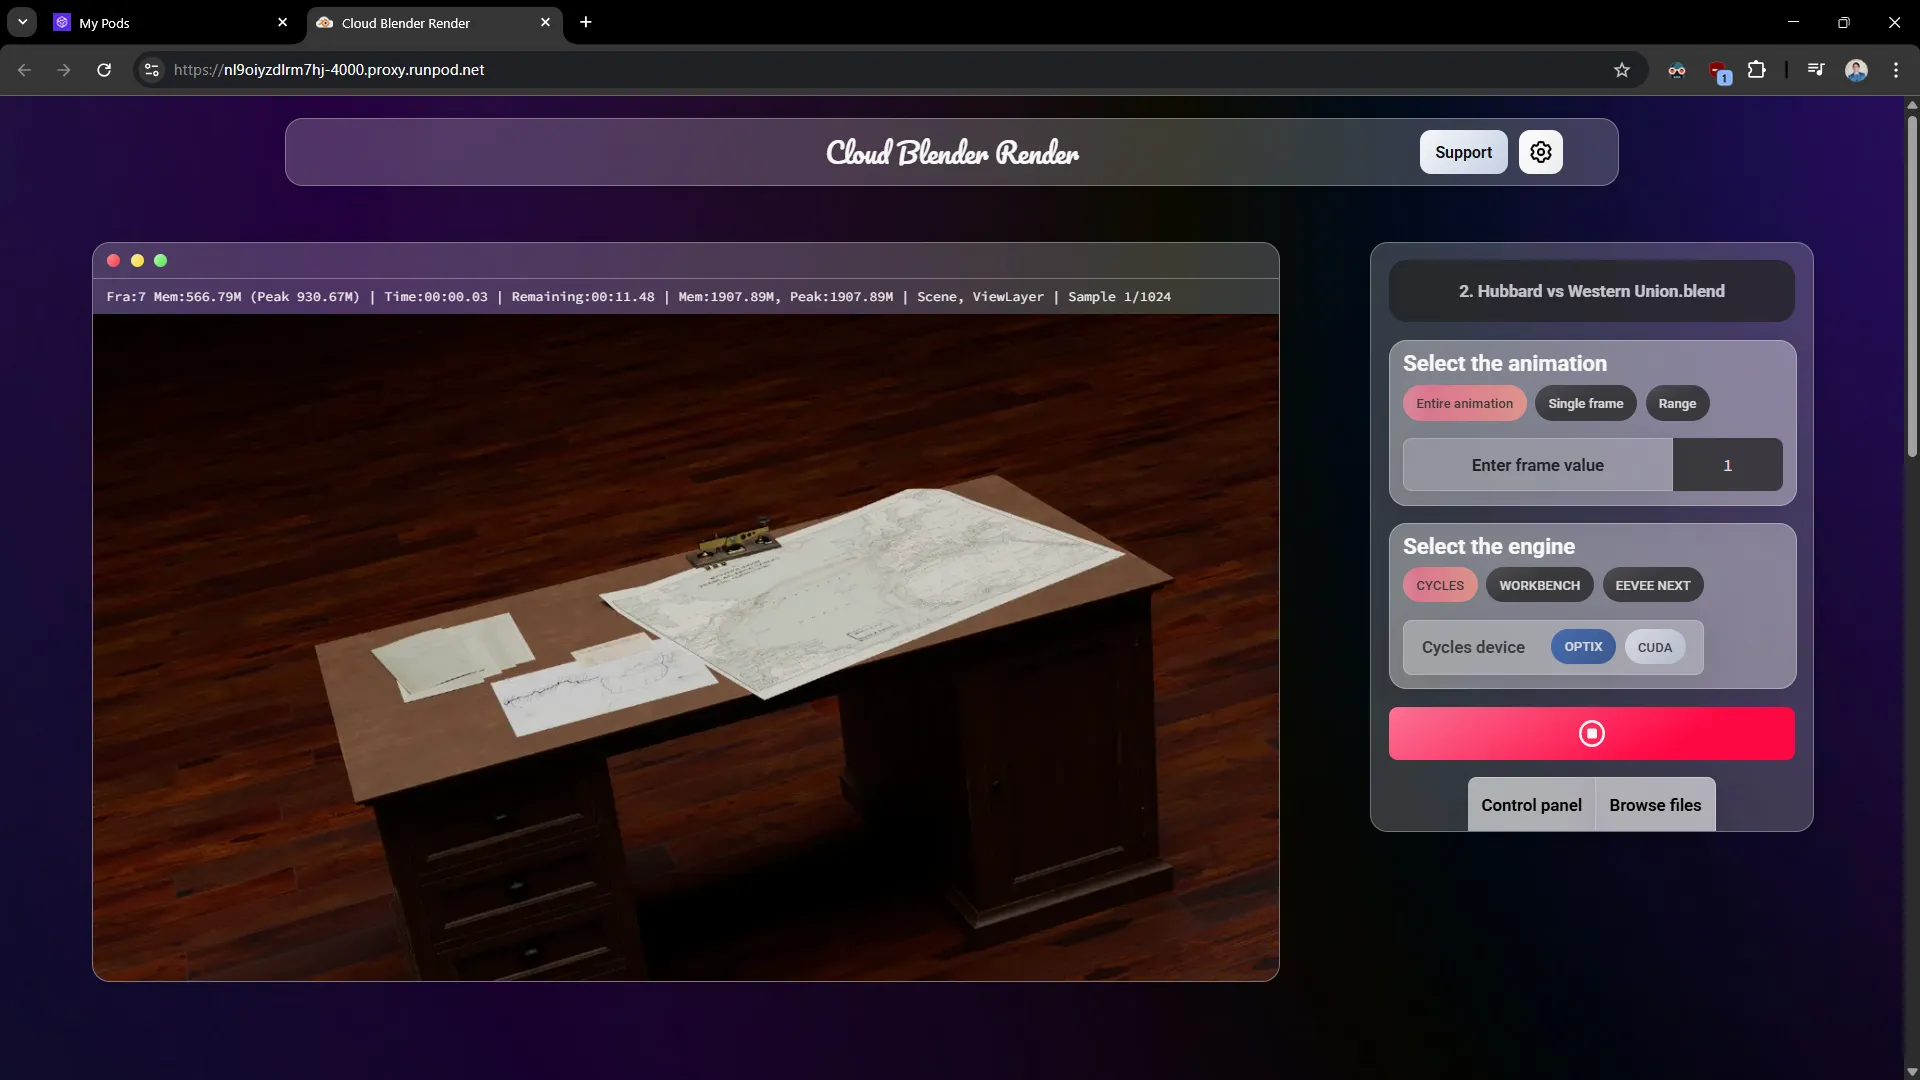 My Pods
Cloud Blender Render
https://nl9oiyzdlrm7hj-4000.proxy.runpod.net
1
Cloud Blender Render
Support
Fra:7 Mem:566.79M (Peak 930.67M) | Time:00:00.03 | Remaining:00:11.48 | Mem:1907.89M, Peak:1907.89M | Scene, ViewLayer | Sample 1/1024
2. Hubbard vs Western Union.blend
Select the animation
Entire animation Single frame Range
Enter frame value 1
Select the engine
CYCLES WORKBENCH EEVEE NEXT
Cycles device OPTIX CUDA
Control panel Browse files